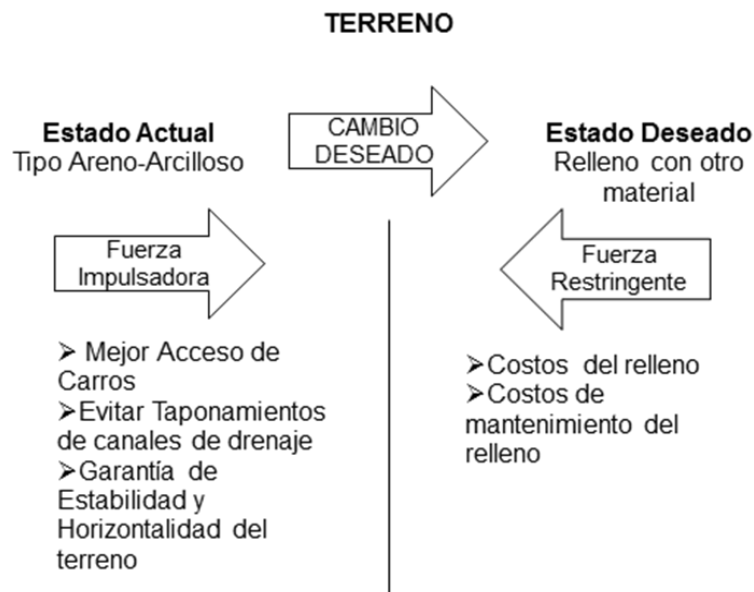 TERRENO
Estado Actual
Tipo Areno-Arcilloso
CAMBIO
DESEADO
Estado Deseado
Relleno con otro
material
Fuerza
Impulsadora
Fuerza
Restringente
➢ Mejor Acceso de
Carros
➢Evitar Taponamientos
de canales de drenaje
➢Garantía de
Estabilidad y
Horizontalidad del
terreno
➢Costos del relleno
➢Costos de
mantenimiento del
relleno